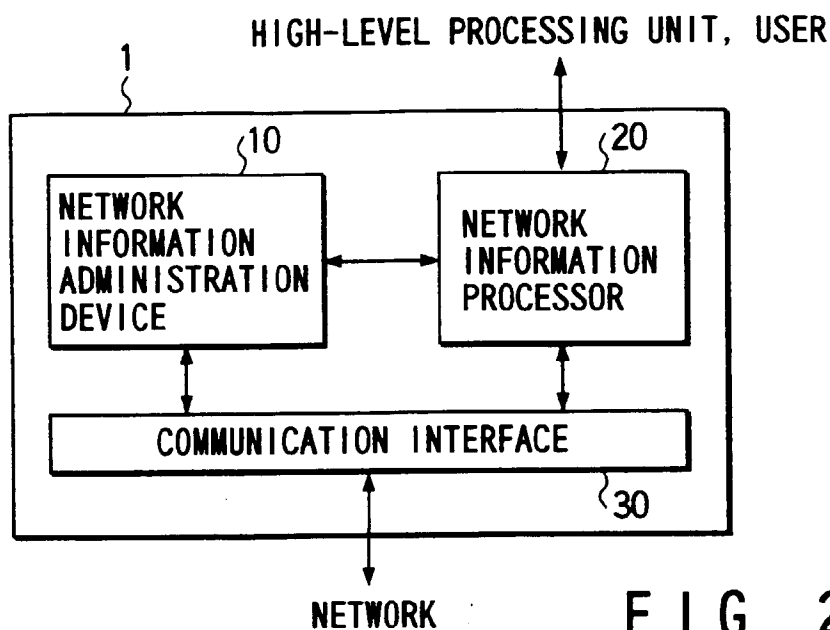 HIGH-LEVEL PROCESSING UNIT, USER
1
10
20
NETWORK
INFORMATION
ADMINISTRATION
DEVICE
NETWORK
INFORMATION
PROCESSOR
COMMUNICATION INTERFACE
30
NETWORK
FIG. 2